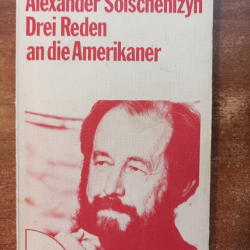 Alexander Solschenizyn
Drei Reden
an die Amerikaner